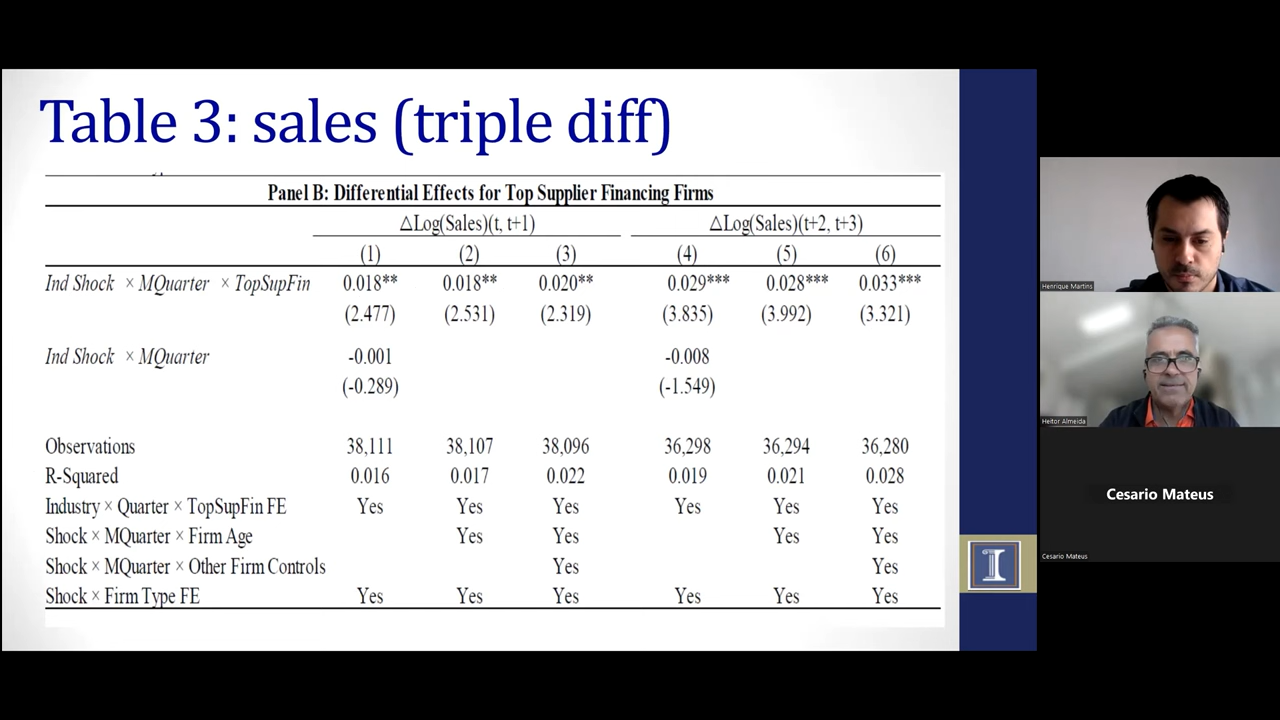 Table 3: sales (triple diff)
Panel B: Differential Effects for Top Supplier Financing Firms
△Log(Sales)(t, t+1) △Log(Sales)(t+2, t+3)
(1) (2) (3) (4) (5) (6)
Ind Shock × MQuarter × TopSupFin 0.018** 0.018** 0.020** 0.029*** 0.028*** 0.033***
(2.477) (2.531) (2.319) (3.835) (3.992) (3.321)
Ind Shock × MQuarter -0.001 -0.008
(-0.289) (-1.549)
Observations 38,111 38,107 38,096 36,298 36,294 36,280
R-Squared 0.016 0.017 0.022 0.019 0.021 0.028
Industry × Quarter × TopSupFin FE Yes Yes Yes Yes Yes Yes
Shock × MQuarter × Firm Age Yes Yes Yes Yes
Shock × MQuarter × Other Firm Controls Yes Yes
Shock × Firm Type FE Yes Yes Yes Yes Yes Yes
I
Henrique Martins
Heitor Almeida
Cesario Mateus
Cesario Mateus